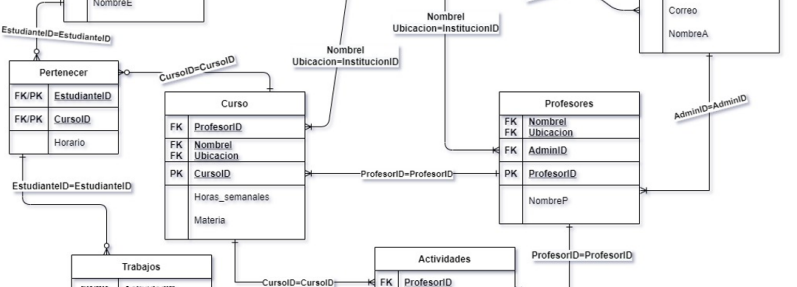 NombreE
EstudianteID=EstudianteID
Correo
NombreA
Nombrel
Ubicacion=InstitucionID
Nombrel
Ubicacion=InstitucionID
CursoID=CursoID
AdminID=AdminID
Pertenecer
FK/PK EstudianteID
FK/PK CursoID
Horario
Curso
FK ProfesorID
FK Nombrel
FK Ubicacion
PK CursoID
Horas_semanales
Materia
Profesores
FK Nombrel
FK Ubicacion
FK AdminID
PK ProfesorID
NombreP
ProfesorID=ProfesorID
EstudianteID=EstudianteID
ProfesorID=ProfesorID
Trabajos
Actividades
CursoID=CursoID
FK ProfesorID